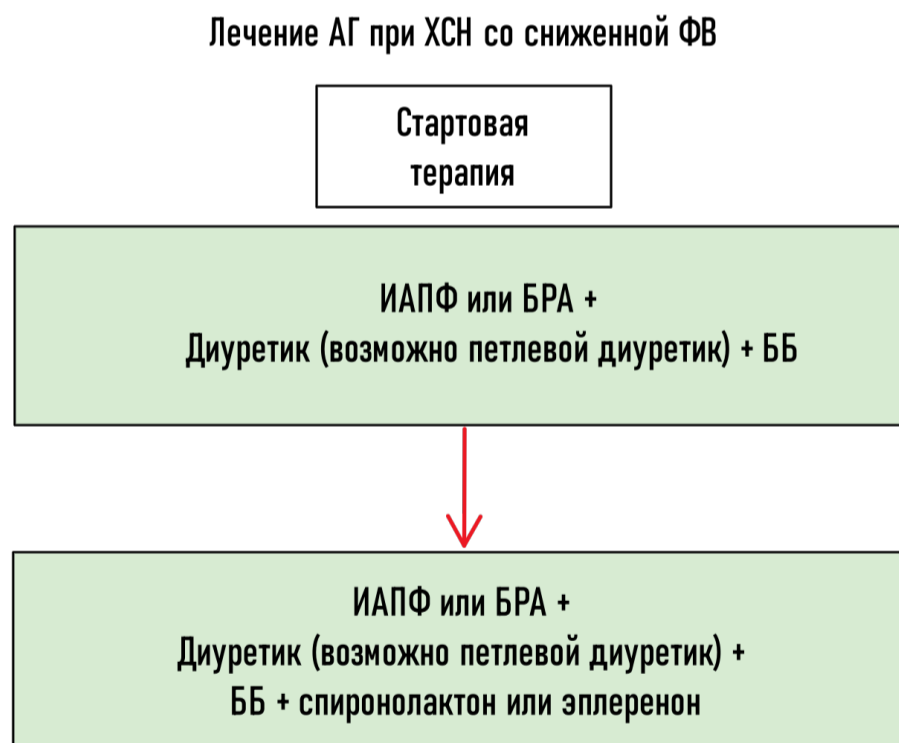 Лечение АГ при ХСН со сниженной ФВ
Стартовая
терапия
ИАПФ или БРА +
Диуретик (возможно петлевой диуретик) + ББ
ИАПФ или БРА +
Диуретик (возможно петлевой диуретик) +
ББ + спиронолактон или эплеренон